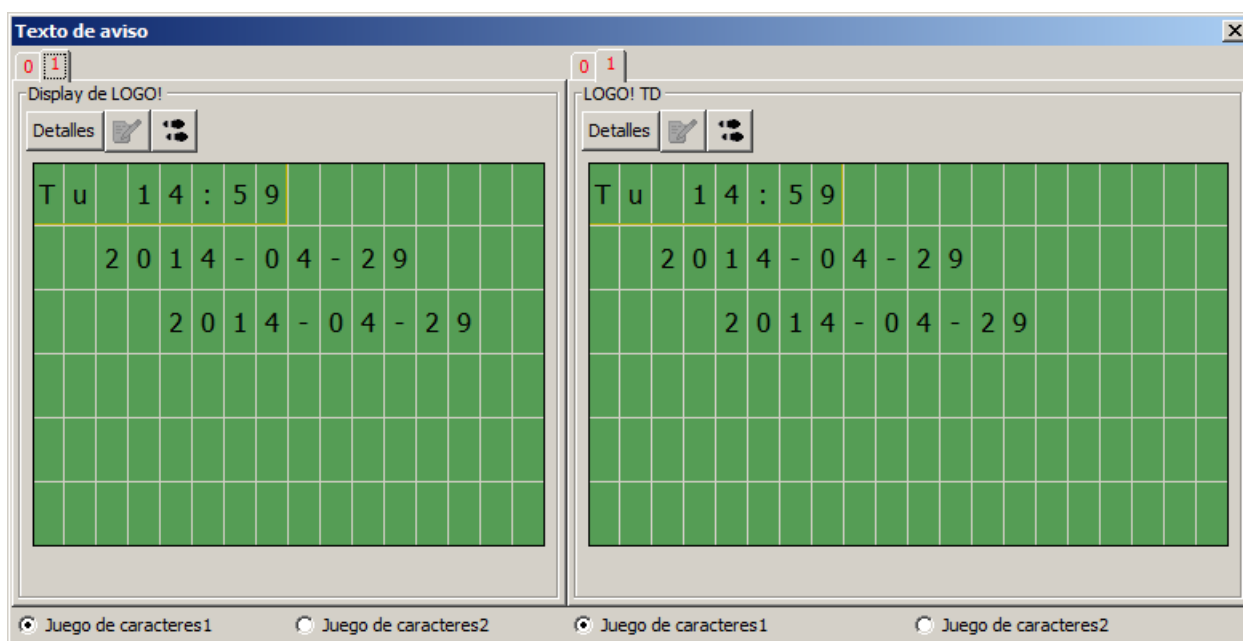 Texto de aviso
0 1
Display de LOGO!
Detalles
Tu 14:59
2014-04-29
2014-04-29
0 1
LOGO! TD
Detalles
Tu 14:59
2014-04-29
2014-04-29
Juego de caracteres1 Juego de caracteres2 Juego de caracteres1 Juego de caracteres2